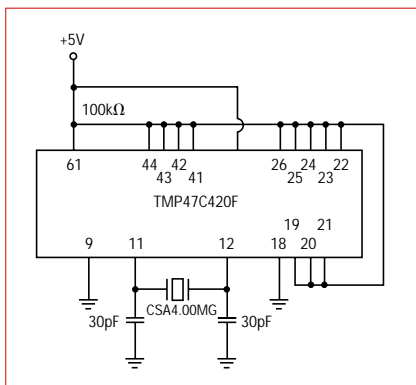 +5V
100kΩ
61 44 42 26 24 22
43 41 25 23
TMP47C420F
19 21
9 11 12 18 20
CSA4.00MG
30pF 30pF